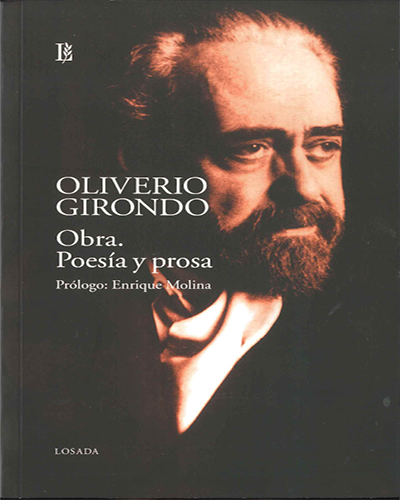 OLIVERIO
GIRONDO
Obra.
Poesía y prosa
Prólogo: Enrique Molina
LOSADA